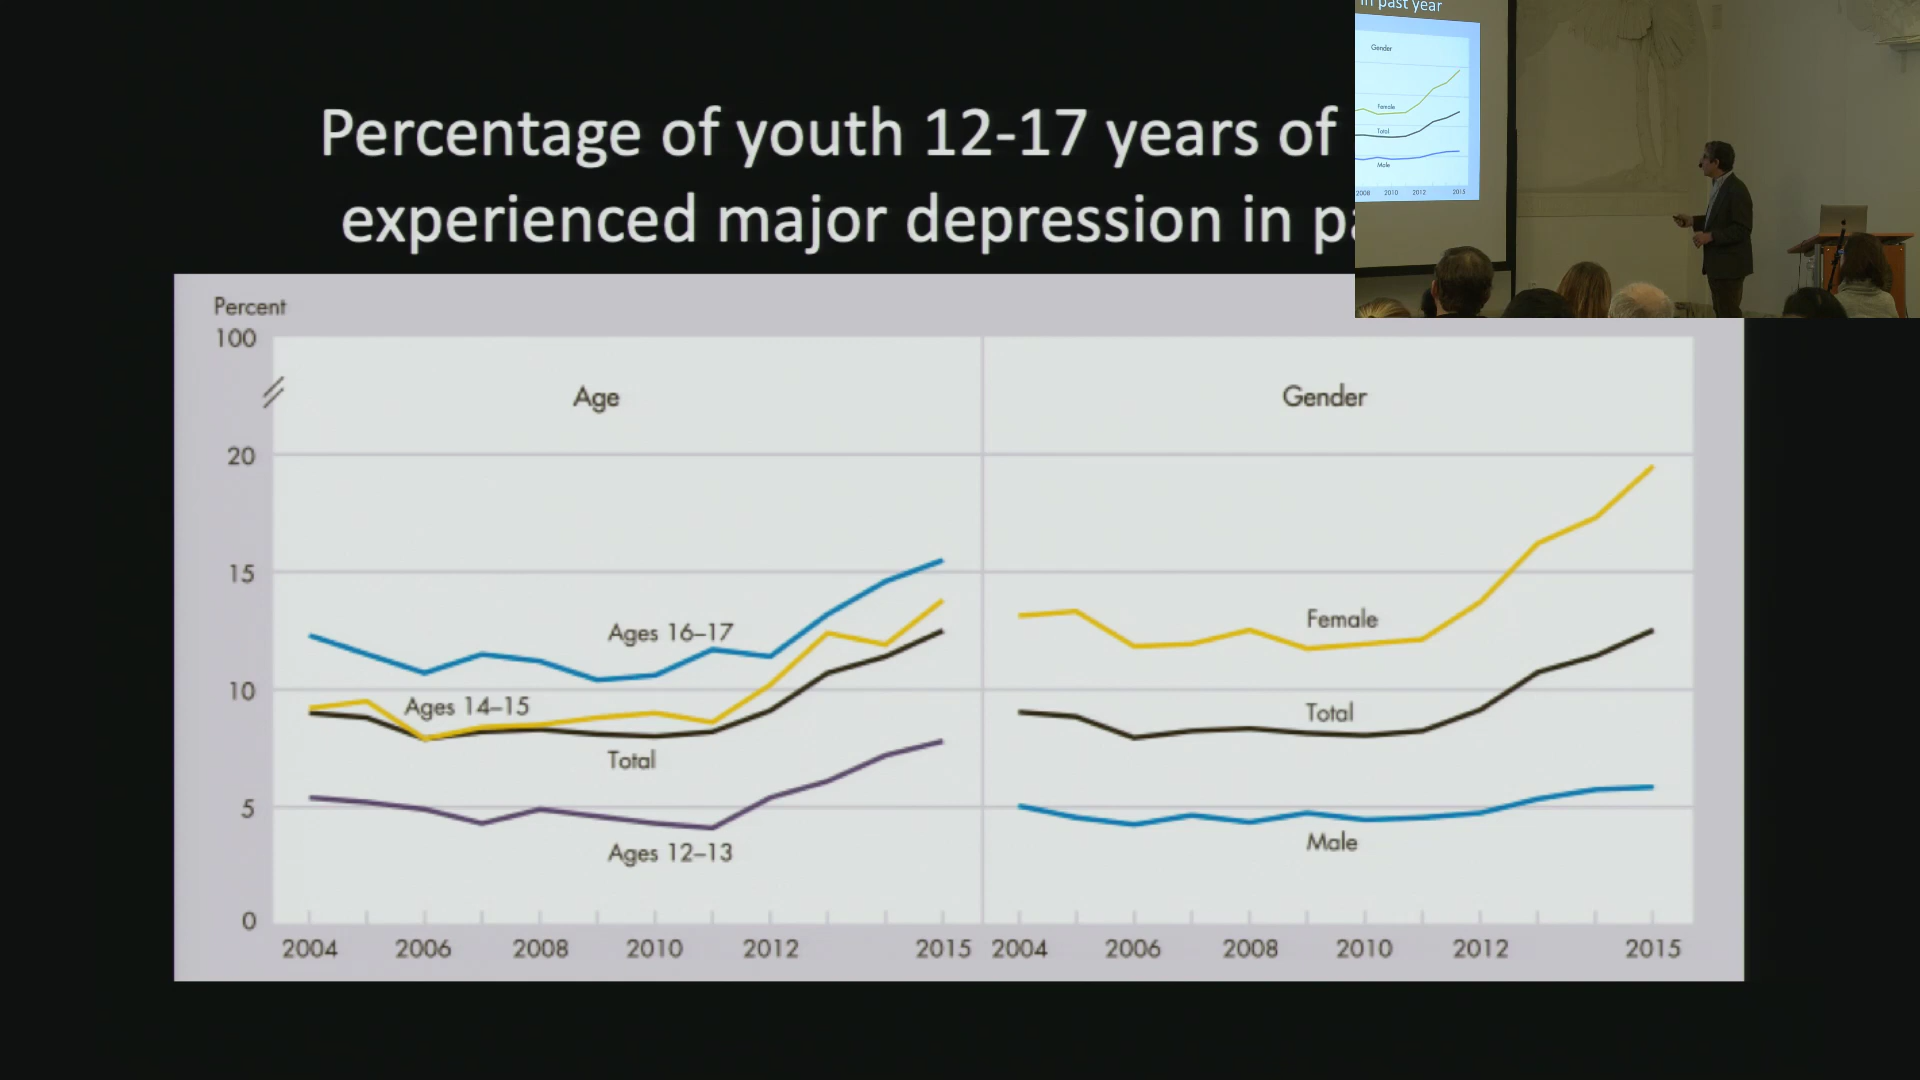 Percentage of youth 12-17 years of
experienced major depression in
Percent
100
20
15
10
5
0
Age
Ages 16–17
Ages 14–15
Total
Ages 12–13
2004 2006 2008 2010 2012 2015
Gender
Female
Total
Male
2004 2006 2008 2010 2012 2015
in past year
Gender
Female
Total
Male
2008 2010 2012 2015